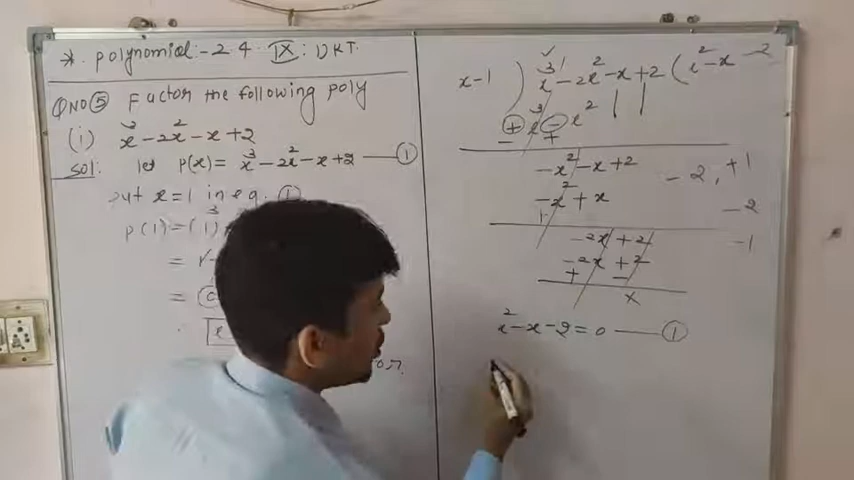 * polynomial:- 2.4 IX : DKT.
QNO 5 Factor the following poly
(i) x³ - 2x² - x + 2
sol: let p(x) = x³ - 2x² - x + 2 — ①
put x = 1 in eq. ①
p(1) = (1)³
=
=
x - 1 ) x³ - 2x² - x + 2 ( x² - x - 2
x³ - x²
- +
- x² - x + 2
- x² + x
- 2x + 2
- 2x + 2
+ -
x
- 2, + 1
- 2
- 1
x² - x - 2 = 0 — ①